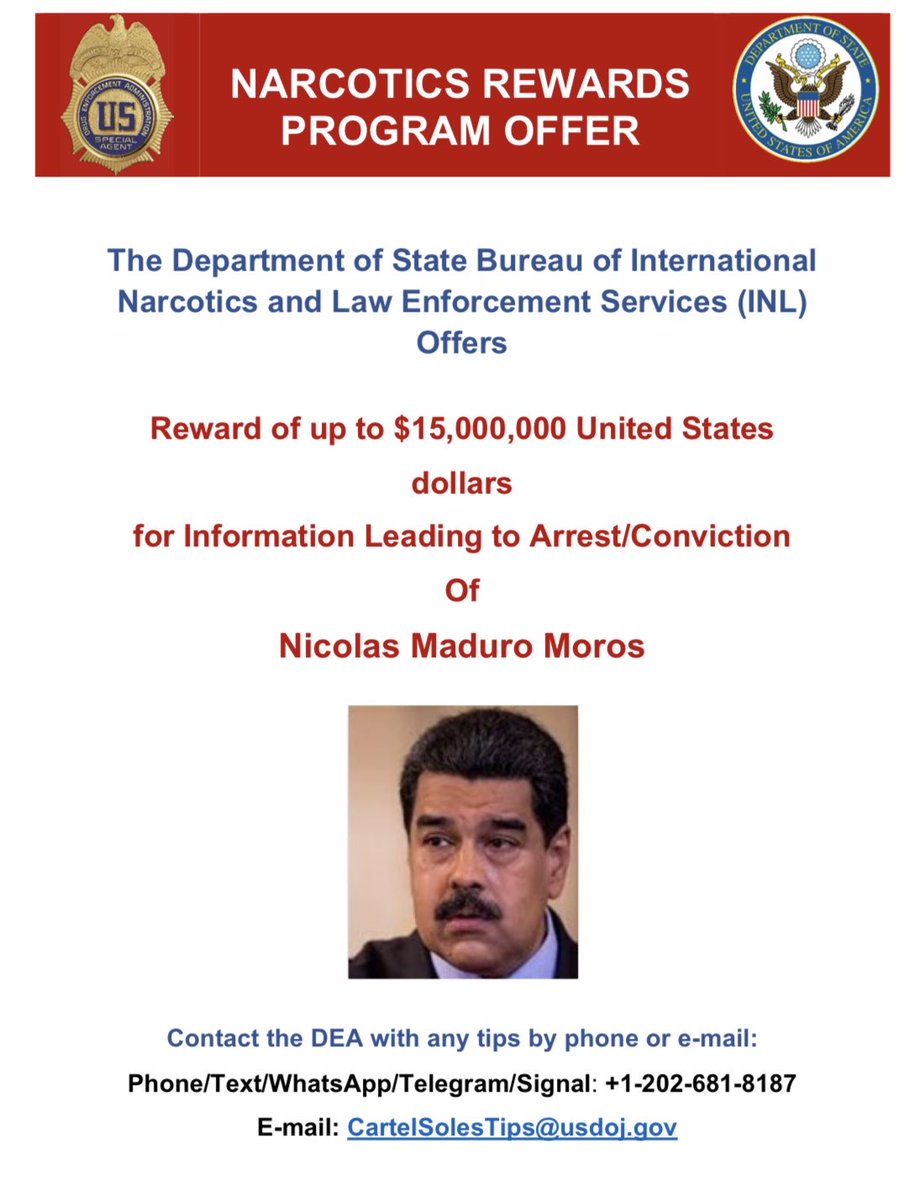 DRUG ENFORCEMENT ADMINISTRATION
US
SPECIAL
AGENT
NARCOTICS REWARDS
PROGRAM OFFER
DEPARTMENT OF STATE
UNITED STATES OF AMERICA
The Department of State Bureau of International
Narcotics and Law Enforcement Services (INL)
Offers
Reward of up to $15,000,000 United States
dollars
for Information Leading to Arrest/Conviction
Of
Nicolas Maduro Moros
Contact the DEA with any tips by phone or e-mail:
Phone/Text/WhatsApp/Telegram/Signal: +1-202-681-8187
E-mail: CartelSolesTips@usdoj.gov